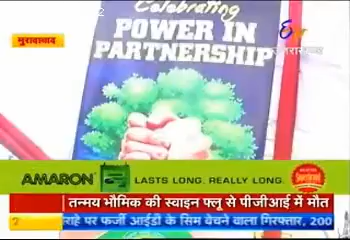 Celebrating
POWER IN
PARTNERSHIP
मुरादाबाद
AMARON
LASTS LONG. REALLY LONG.
तन्मय भौमिक की स्वाइन फ्लू से पीजीआई में मौत
राहे पर फर्जी आईडी के सिम बेचने वाला गिरफ्तार, 200